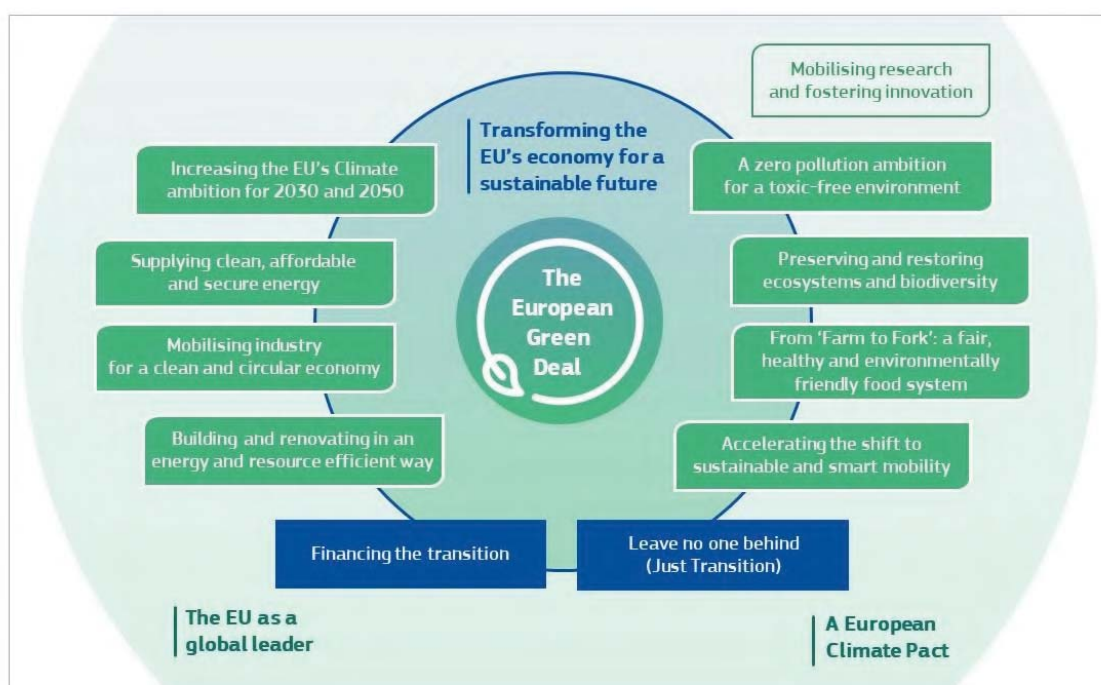 Mobilising research
and fostering innovation
Transforming the
EU's economy for a
sustainable future
Increasing the EU's Climate
ambition for 2030 and 2050
A zero pollution ambition
for a toxic-free environment
Supplying clean, affordable
and secure energy
Preserving and restoring
ecosystems and biodiversity
The
European
Green
Deal
Mobilising industry
for a clean and circular economy
From ‘Farm to Fork’: a fair,
healthy and environmentally
friendly food system
Building and renovating in an
energy and resource efficient way
Accelerating the shift to
sustainable and smart mobility
Financing the transition
Leave no one behind
(Just Transition)
The EU as a
global leader
A European
Climate Pact